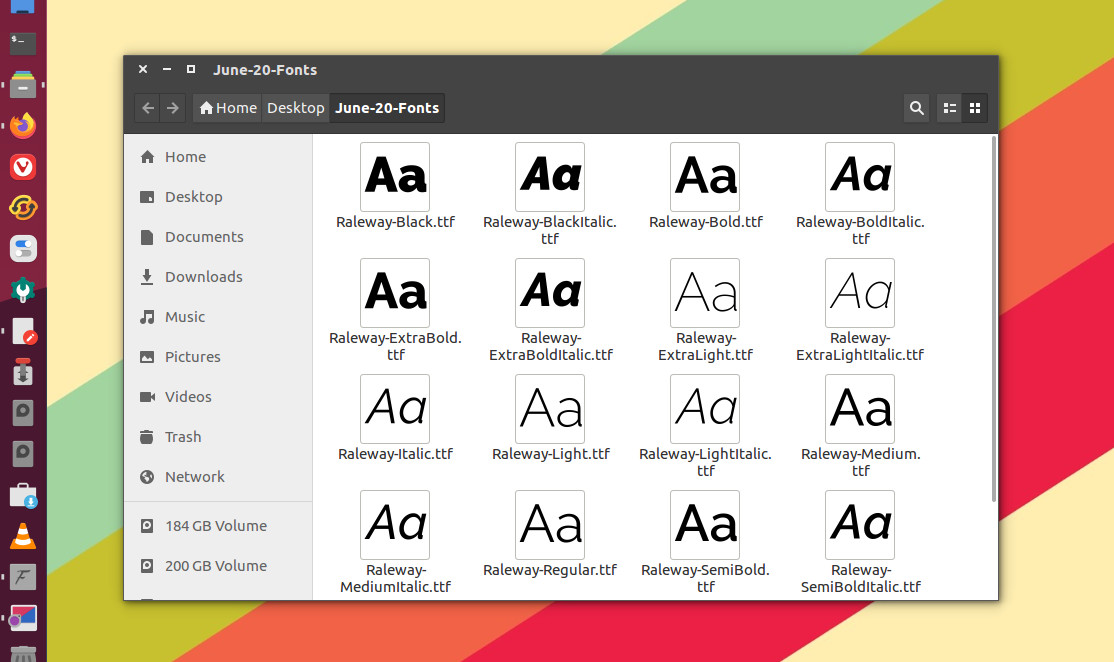 June-20-Fonts
Home Desktop June-20-Fonts
Home
Desktop
Documents
Downloads
Music
Pictures
Videos
Trash
Network
184 GB Volume
200 GB Volume
Aa Aa Aa Aa
Raleway-Black.ttf
Raleway-BlackItalic.
ttf
Raleway-Bold.ttf
Raleway-BoldItalic.
ttf
Aa Aa Aa Aa
Raleway-ExtraBold.
ttf
Raleway-
ExtraBoldItalic.ttf
Raleway-
ExtraLight.ttf
Raleway-
ExtraLightItalic.ttf
Aa Aa Aa Aa
Raleway-Italic.ttf
Raleway-Light.ttf
Raleway-LightItalic.
ttf
Raleway-Medium.
ttf
Aa Aa Aa Aa
Raleway-
MediumItalic.ttf
Raleway-Regular.ttf
Raleway-SemiBold.
ttf
Raleway-
SemiBoldItalic.ttf